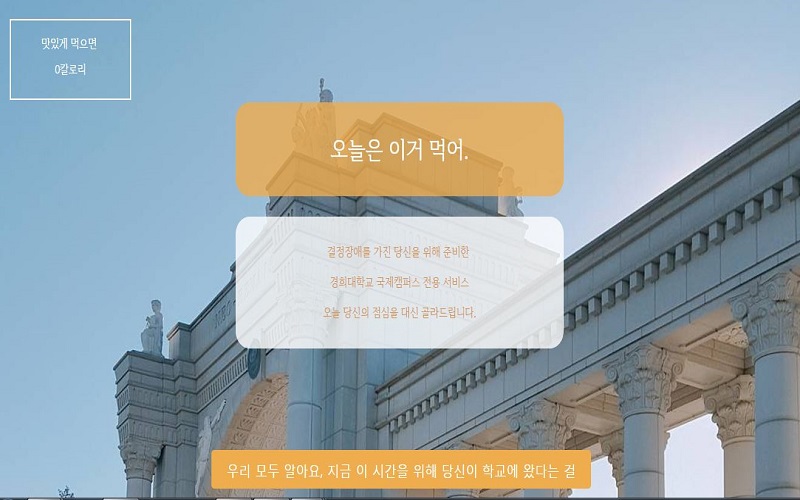 맛있게 먹으면
0칼로리
오늘은 이거 먹어.
결정장애를 가진 당신을 위해 준비한
경희대학교 국제캠퍼스 전용 서비스
오늘 당신의 점심을 대신 골라드립니다.
우리 모두 알아요, 지금 이 시간을 위해 당신이 학교에 왔다는 걸